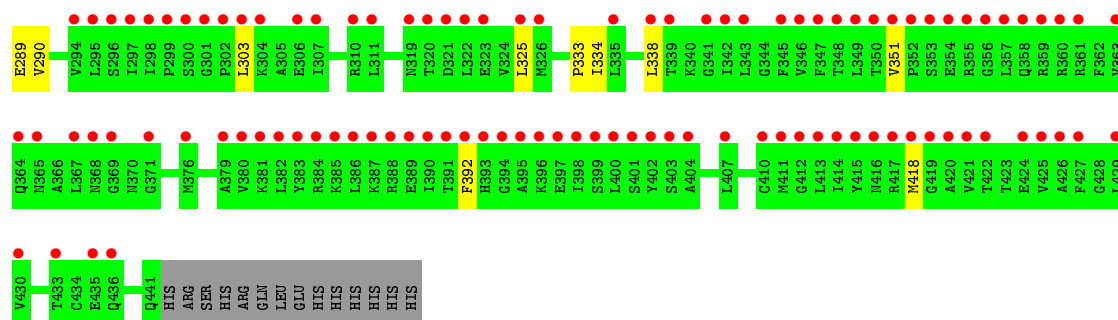 E289 V290 V294 L295 S296 I297 I298 P299 S300 G301 P302 L303 K304 A305 E306 I307 R310 L311 N319 T320 D321 L322 E323 V324 L325 M326 P333 I334 L335 L338 T339 K340 G341 I342 L343 G344 F345 V346 F347 T348 L349 T350 V351 P352 S353 E354 R355 G356 L357 Q358 R359 R360 R361 F362 V363
Q364 N365 A366 L367 N368 G369 N370 G371 M376 A379 V380 K381 L382 Y383 R384 K385 L386 K387 R388 E389 I390 T391 F392 H393 G394 A395 K396 E397 I398 S399 L400 S401 Y402 S403 A404 L407 C410 M411 G412 L413 I414 Y415 N416 R417 M418 G419 A420 V421 T422 T423 E424 V425 A426 F427 G428 L429
V430 T433 C434 E435 Q436 Q441 HIS ARG SER HIS ARG GLN LEU GLU HIS HIS HIS HIS HIS HIS